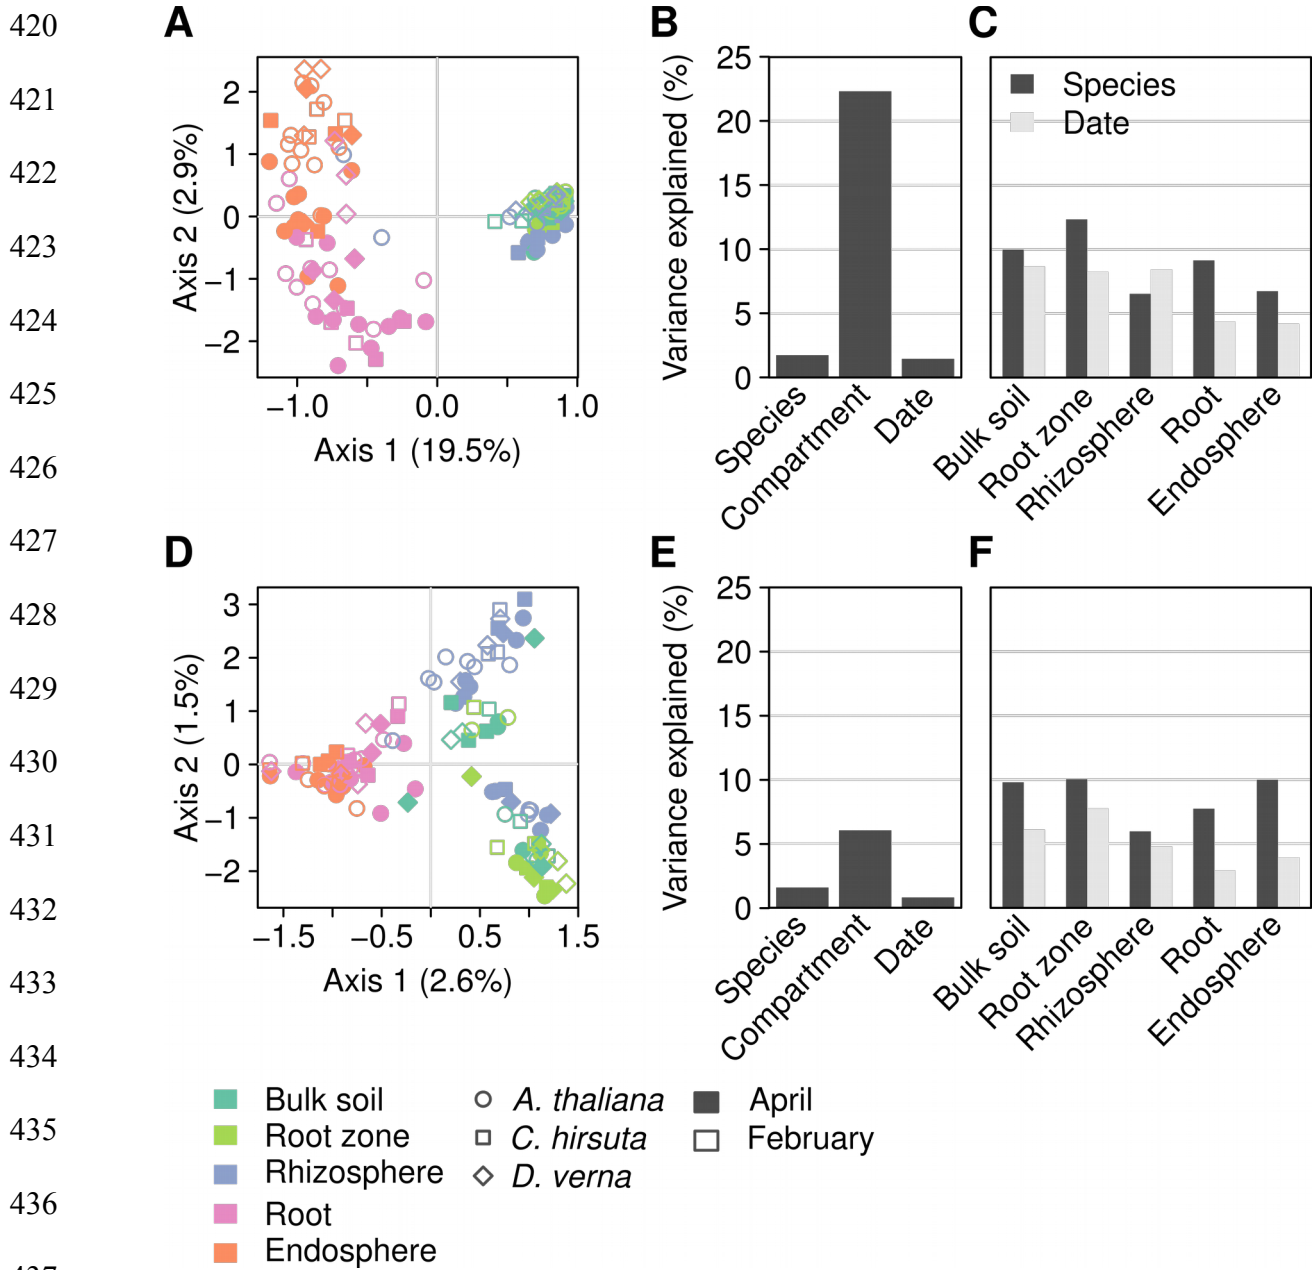 420
421
422
423
424
425
426
427
428
429
430
431
432
433
434
435
436
A
2
1
0
−1
−2
Axis 2 (2.9%)
−1.0
0.0
1.0
Axis 1 (19.5%)
B
25
20
15
10
5
0
Variance explained (%)
Species
Compartment
Date
C
Species
Date
Bulk soil
Root zone
Rhizosphere
Root
Endosphere
D
3
2
1
0
−1
−2
Axis 2 (1.5%)
−1.5
−0.5
0.5
1.5
Axis 1 (2.6%)
E
25
20
15
10
5
0
Variance explained (%)
Species
Compartment
Date
F
Bulk soil
Root zone
Rhizosphere
Root
Endosphere
Bulk soil
Root zone
Rhizosphere
Root
Endosphere
A. thaliana
C. hirsuta
D. verna
April
February